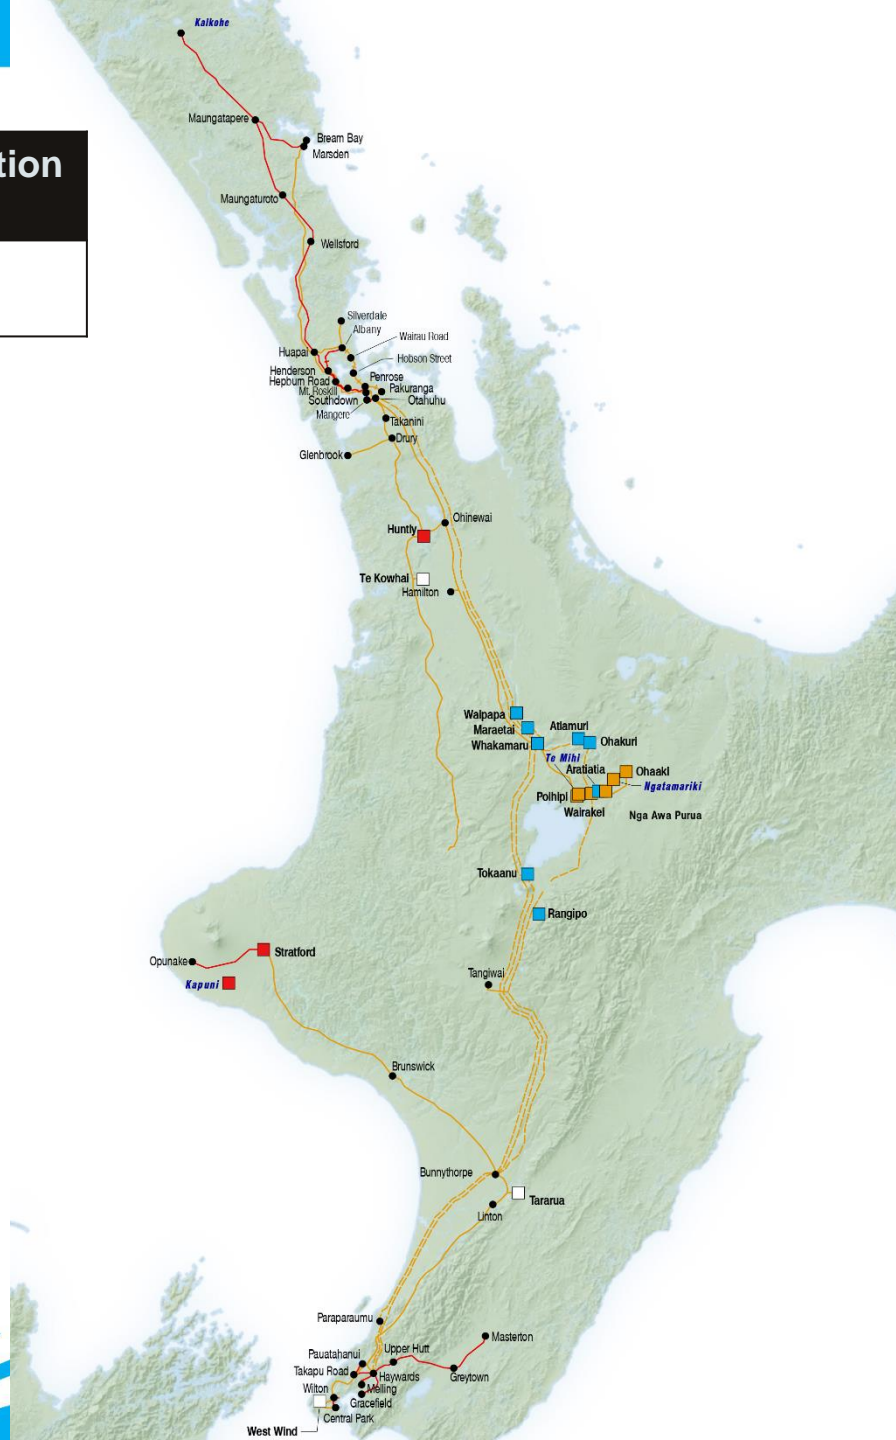 Kalkohe
Maungatapere
Bream Bay
Marsden
tion
Maungaturoto
Wellsford
Silverdale
Albany
Wairau Road
Huapai
Hobson Street
Henderson
Penrose
Hepburn Road
Pakuranga
Mt. Roskill
Southdown
Otahuhu
Mangere
Takanini
Drury
Glenbrook
Ohinewai
Huntly
Te Kowhai
Hamilton
Waipapa
Atiamuri
Maraetai
Ohakuri
Whakamaru
Te Mihi
Aratiatia
Ohaaki
Ngatamariki
Poihipi
Wairakei
Nga Awa Purua
Tokaanu
Rangipo
Stratford
Opunake
Tangiwai
Kapuni
Brunswick
Bunnythorpe
Tararua
Linton
Paraparaumu
Masterton
Upper Hutt
Pauatahanui
Takapu Road
Haywards
Greytown
Melling
Wilton
Gracefield
Central Park
West Wind